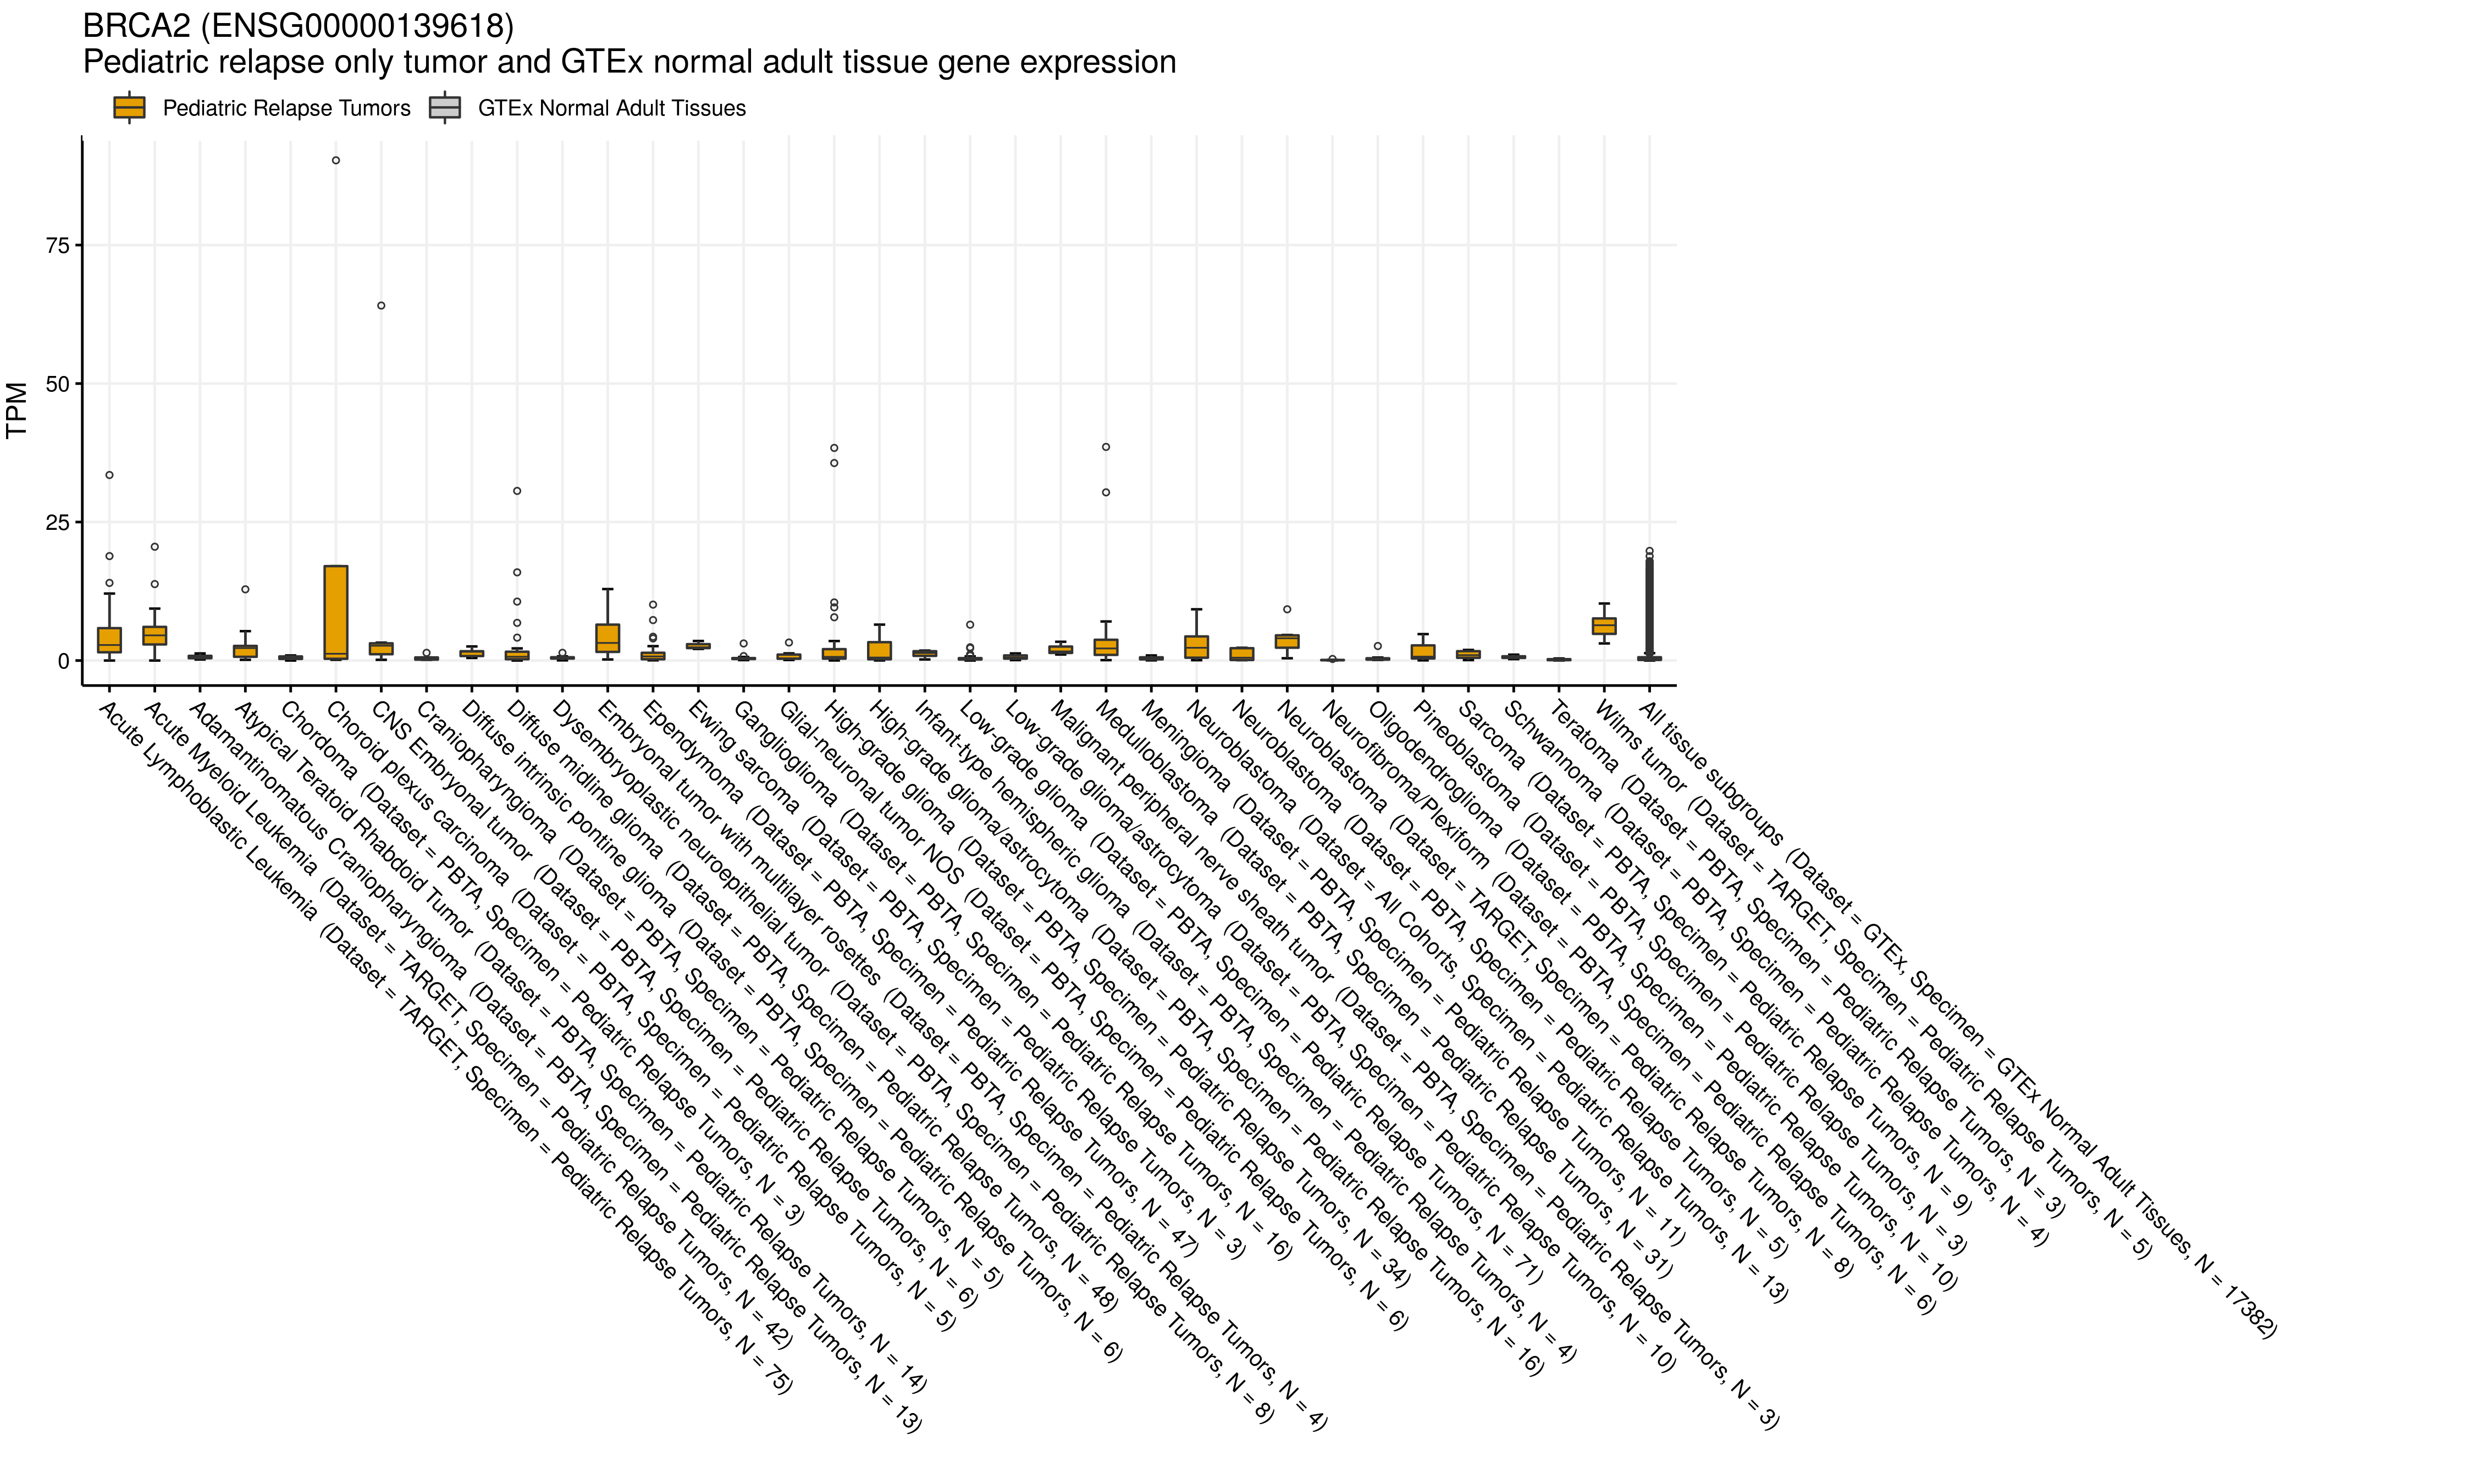 BRCA2 (ENSG00000139618)
Pediatric relapse only tumor and GTEx normal adult tissue gene expression
Pediatric Relapse Tumors
GTEx Normal Adult Tissues
TPM
75
50
25
0
Acute Lymphoblastic Leukemia (Dataset = TARGET, Specimen = Pediatric Relapse Tumors, N = 75)
Acute Myeloid Leukemia (Dataset = TARGET, Specimen = Pediatric Relapse Tumors, N = 42)
Adamantinomatous Craniopharyngioma (Dataset = PBTA, Specimen = Pediatric Relapse Tumors, N = 13)
Atypical Teratoid Rhabdoid Tumor (Dataset = PBTA, Specimen = Pediatric Relapse Tumors, N = 14)
Chordoma (Dataset = PBTA, Specimen = Pediatric Relapse Tumors, N = 3)
Choroid plexus carcinoma (Dataset = PBTA, Specimen = Pediatric Relapse Tumors, N = 5)
CNS Embryonal tumor (Dataset = PBTA, Specimen = Pediatric Relapse Tumors, N = 6)
Craniopharyngioma (Dataset = PBTA, Specimen = Pediatric Relapse Tumors, N = 5)
Diffuse intrinsic pontine glioma (Dataset = PBTA, Specimen = Pediatric Relapse Tumors, N = 6)
Diffuse midline glioma (Dataset = PBTA, Specimen = Pediatric Relapse Tumors, N = 48)
Dysembryoplastic neuroepithelial tumor (Dataset = PBTA, Specimen = Pediatric Relapse Tumors, N = 8)
Embryonal tumor with multilayer rosettes (Dataset = PBTA, Specimen = Pediatric Relapse Tumors, N = 4)
Ependymoma (Dataset = PBTA, Specimen = Pediatric Relapse Tumors, N = 47)
Ewing sarcoma (Dataset = PBTA, Specimen = Pediatric Relapse Tumors, N = 3)
Ganglioglioma (Dataset = PBTA, Specimen = Pediatric Relapse Tumors, N = 16)
Glial-neuronal tumor NOS (Dataset = PBTA, Specimen = Pediatric Relapse Tumors, N = 6)
High-grade glioma (Dataset = PBTA, Specimen = Pediatric Relapse Tumors, N = 34)
High-grade glioma/astrocytoma (Dataset = PBTA, Specimen = Pediatric Relapse Tumors, N = 16)
Infant-type hemispheric glioma (Dataset = PBTA, Specimen = Pediatric Relapse Tumors, N = 4)
Low-grade glioma (Dataset = PBTA, Specimen = Pediatric Relapse Tumors, N = 71)
Low-grade glioma/astrocytoma (Dataset = PBTA, Specimen = Pediatric Relapse Tumors, N = 10)
Malignant peripheral nerve sheath tumor (Dataset = PBTA, Specimen = Pediatric Relapse Tumors, N = 3)
Medulloblastoma (Dataset = PBTA, Specimen = Pediatric Relapse Tumors, N = 31)
Meningioma (Dataset = PBTA, Specimen = Pediatric Relapse Tumors, N = 11)
Neuroblastoma (Dataset = All Cohorts, Specimen = Pediatric Relapse Tumors, N = 13)
Neuroblastoma (Dataset = PBTA, Specimen = Pediatric Relapse Tumors, N = 5)
Neuroblastoma (Dataset = TARGET, Specimen = Pediatric Relapse Tumors, N = 8)
Neurofibroma/Plexiform (Dataset = PBTA, Specimen = Pediatric Relapse Tumors, N = 6)
Oligodendroglioma (Dataset = PBTA, Specimen = Pediatric Relapse Tumors, N = 10)
Pineoblastoma (Dataset = PBTA, Specimen = Pediatric Relapse Tumors, N = 3)
Sarcoma (Dataset = PBTA, Specimen = Pediatric Relapse Tumors, N = 9)
Schwannoma (Dataset = PBTA, Specimen = Pediatric Relapse Tumors, N = 4)
Teratoma (Dataset = PBTA, Specimen = Pediatric Relapse Tumors, N = 3)
Wilms tumor (Dataset = TARGET, Specimen = Pediatric Relapse Tumors, N = 5)
All tissue subgroups (Dataset = GTEx, Specimen = GTEx Normal Adult Tissues, N = 17382)